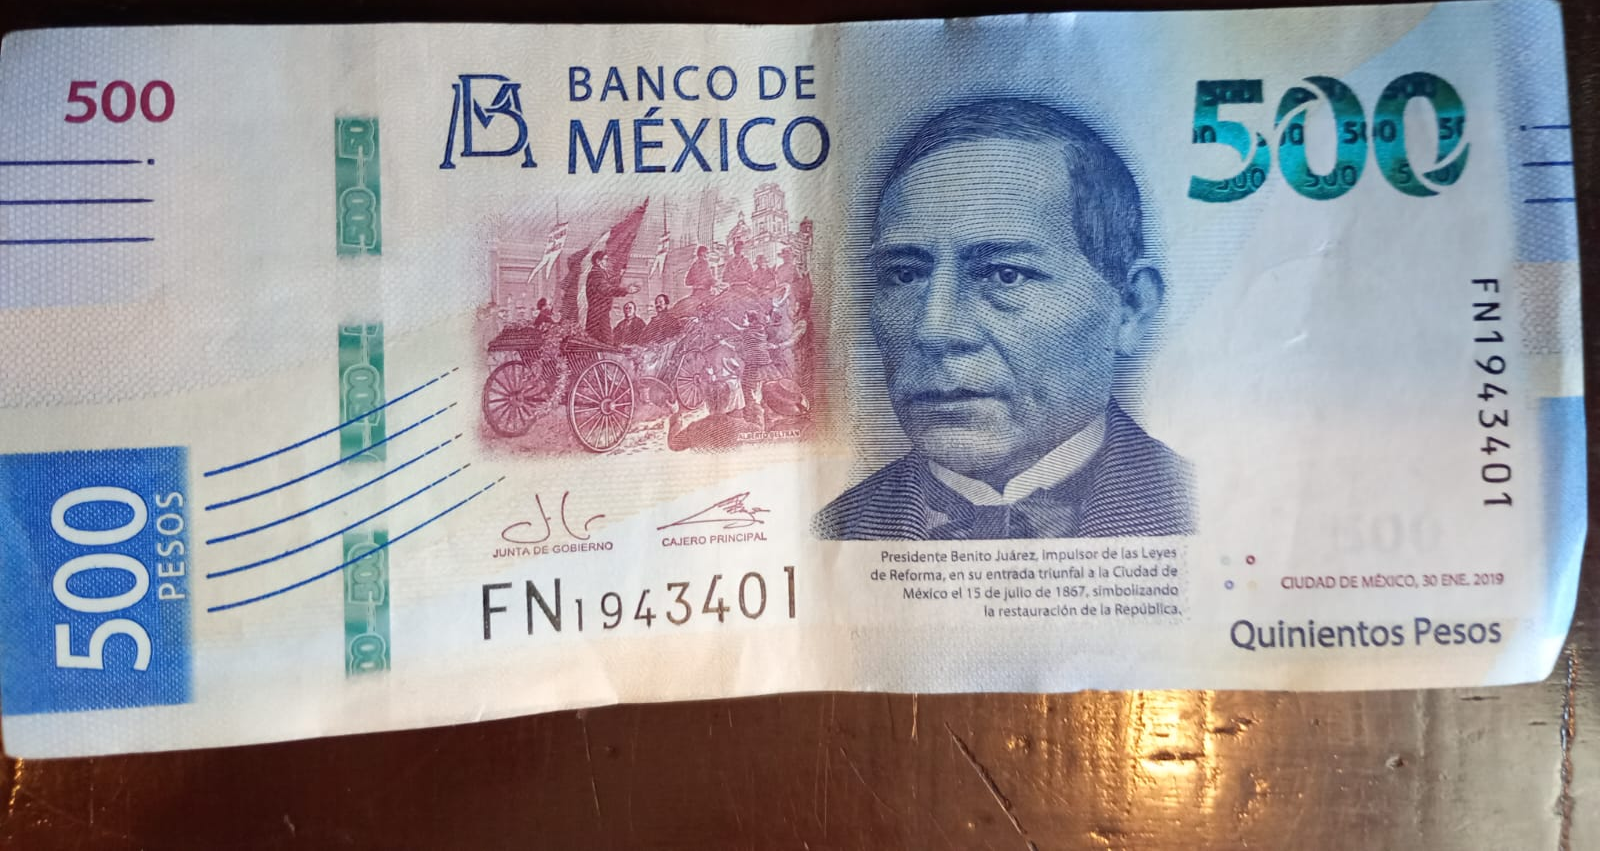 500
BANCO DE
MÉXICO
500
FN1943401
ALBERTO BELTRÁN
500
PESOS
JUNTA DE GOBIERNO
CAJERO PRINCIPAL
FN1943401
Presidente Benito Juárez, impulsor de las Leyes
de Reforma, en su entrada triunfal a la Ciudad de
México el 15 de julio de 1867, simbolizando
la restauración de la República.
CIUDAD DE MÉXICO, 30 ENE. 2019
Quinientos Pesos